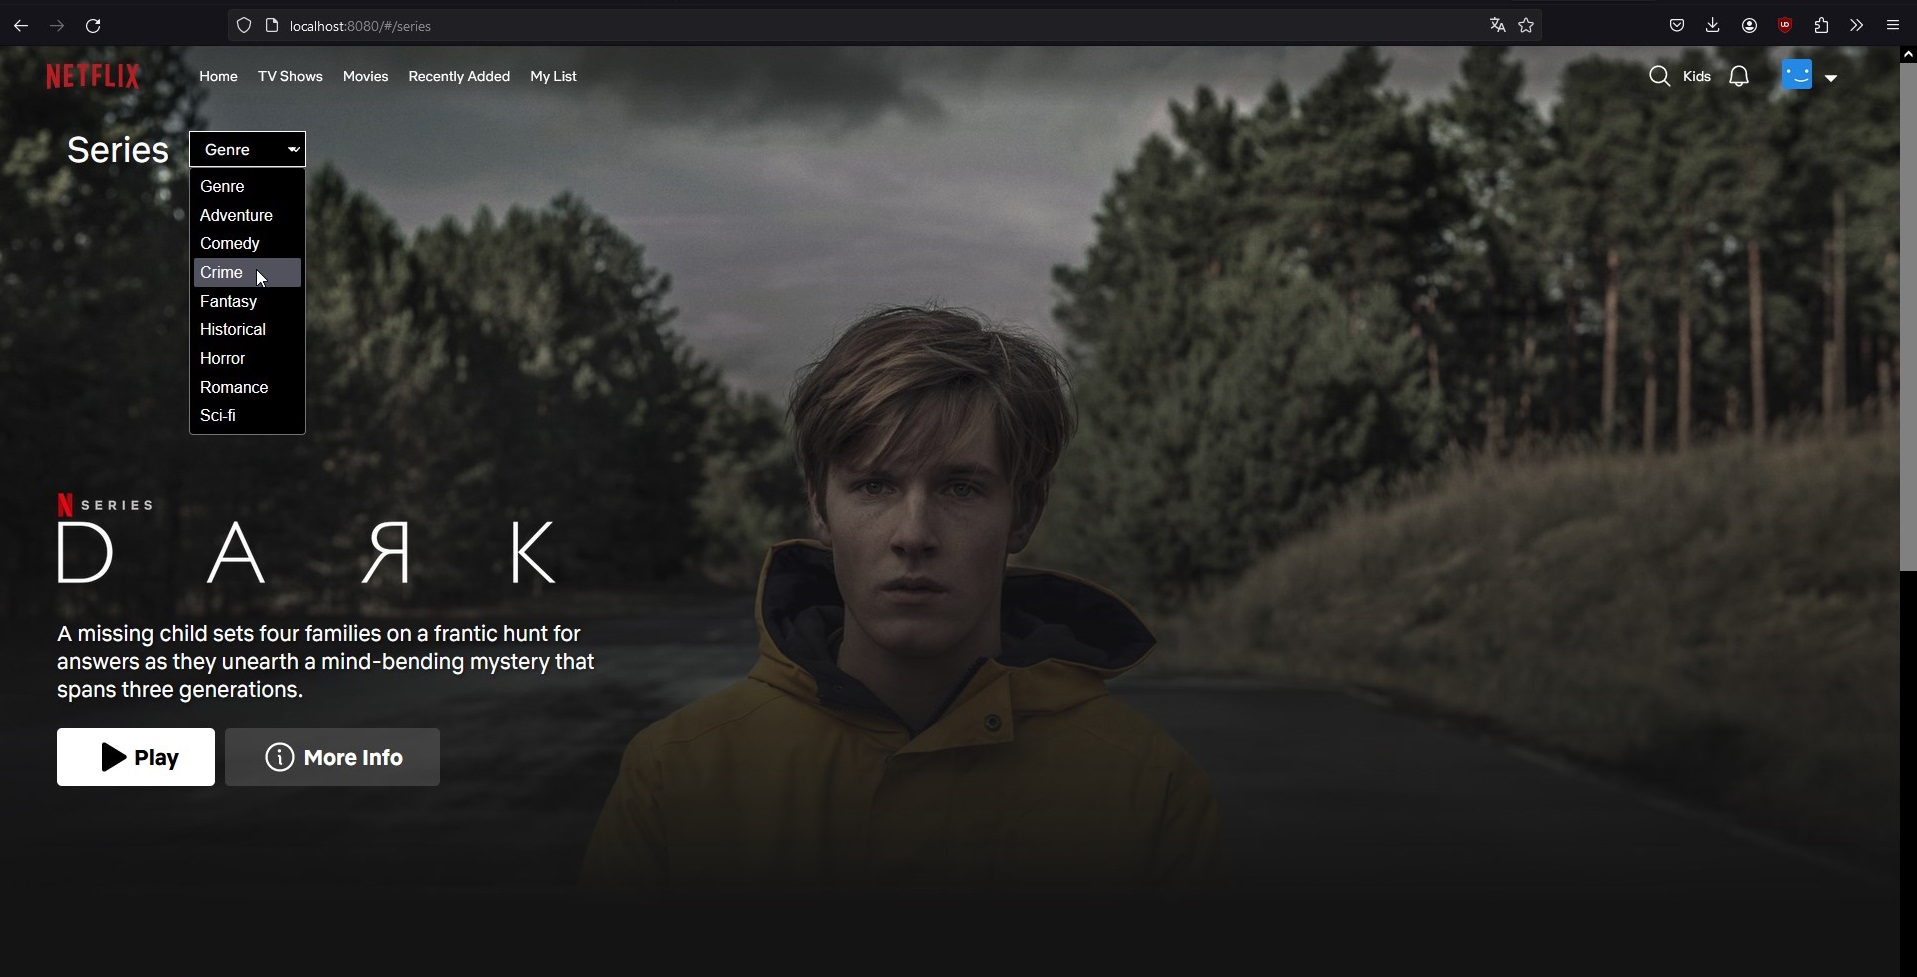 localhost:8080/#/series
NETFLIX Home TV Shows Movies Recently Added My List Kids
Series Genre
Genre
Adventure
Comedy
Crime
Fantasy
Historical
Horror
Romance
Sci-fi
N SERIES
D A Я K
A missing child sets four families on a frantic hunt for
answers as they unearth a mind-bending mystery that
spans three generations.
Play More Info